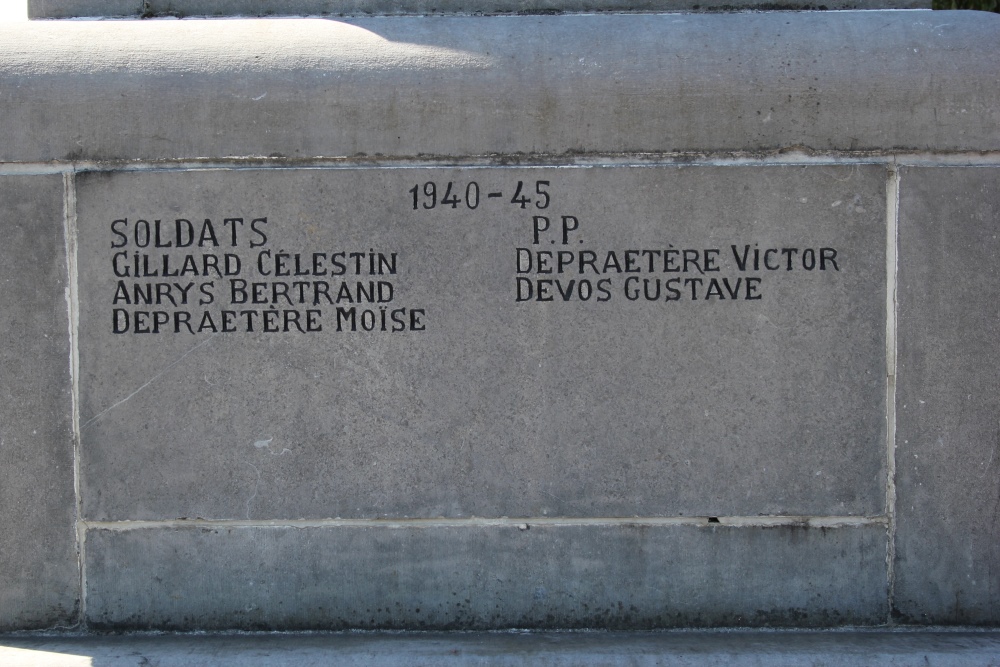 1940-45
SOLDATS
GILLARD CÉLESTIN
ANRYS BERTRAND
DEPRAETÈRE MOÏSE
P.P.
DEPRAETÈRE VICTOR
DEVOS GUSTAVE